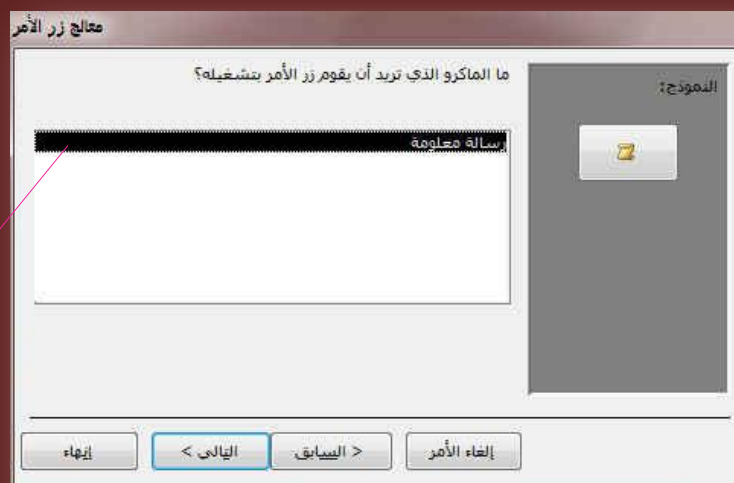 معالج زر الأمر
ما الماكرو الذي تريد أن يقوم زر الأمر بتشغيله؟
النموذج:
رسالة معلومة
إلغاء الأمر
< السابق
التالي >
إنهاء